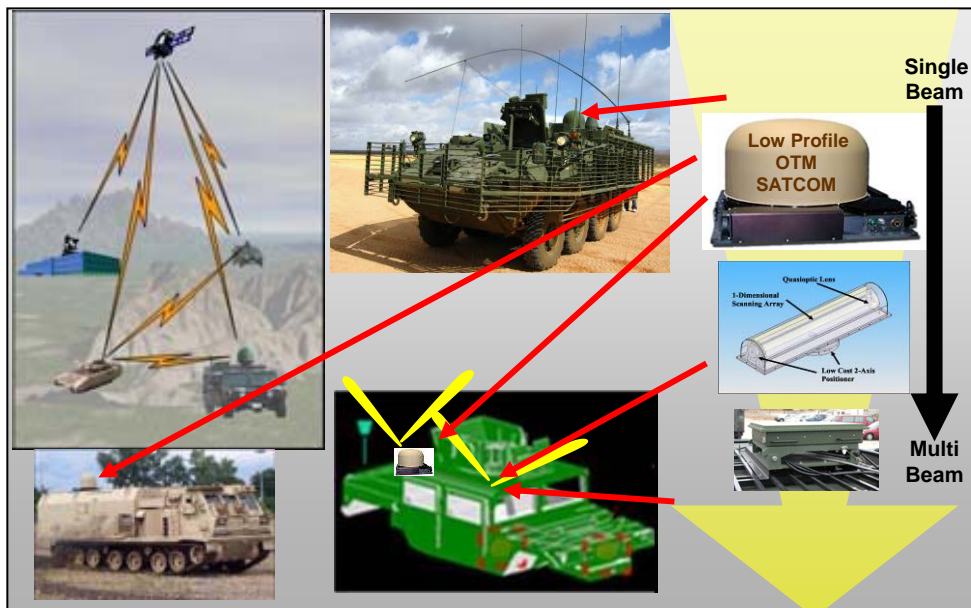 Single
Beam
Low Profile
OTM
SATCOM
Quasioptic Lens
1-Dimensional
Scanning Array
Low Cost 2-Axis
Positioner
Multi
Beam